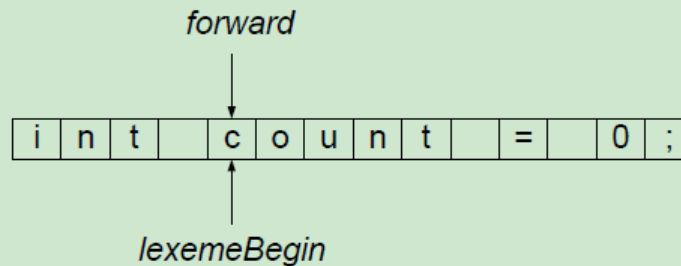 forward
i n t c o u n t = 0 ;
lexemeBegin